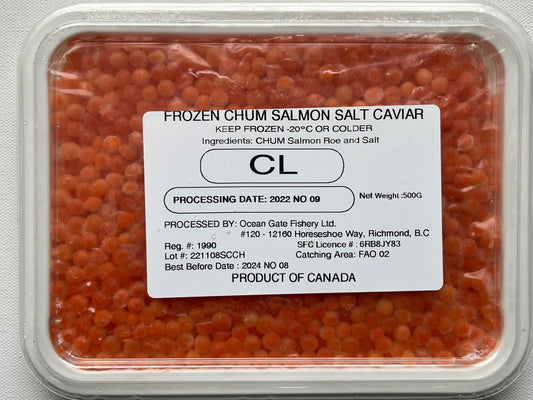 FROZEN CHUM SALMON SALT CAVIAR
KEEP FROZEN -20°C OR COLDER
Ingredients: CHUM Salmon Roe and Salt
CL
PROCESSING DATE: 2022 NO 09
Net Weight :500G
PROCESSED BY: Ocean Gate Fishery Ltd.
#120 - 12160 Horeseshoe Way, Richmond, B.C
Reg. #: 1990 SFC Licence # : 6RB8JY83
Lot #: 221108SCCH Catching Area: FAO 02
Best Before Date : 2024 NO 08
PRODUCT OF CANADA